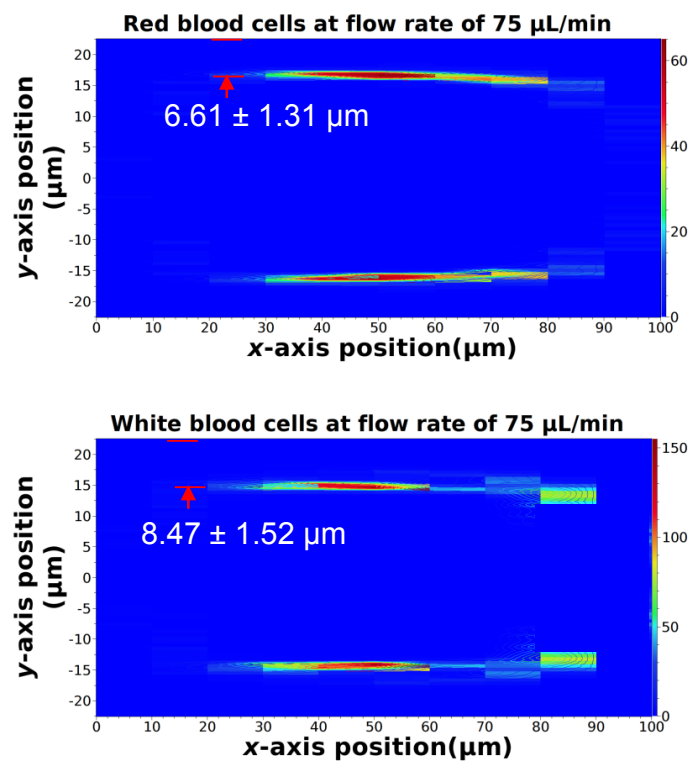 Red blood cells at flow rate of 75 µL/min
20
15
10
5
0
-5
-10
-15
-20
y-axis position
(µm)
6.61 ± 1.31 µm
60
50
40
30
20
10
0
0 10 20 30 40 50 60 70 80 90 100
x-axis position(µm)
White blood cells at flow rate of 75 µL/min
20
15
10
5
0
-5
-10
-15
-20
y-axis position
(µm)
8.47 ± 1.52 µm
150
100
50
0
0 10 20 30 40 50 60 70 80 90 100
x-axis position(µm)